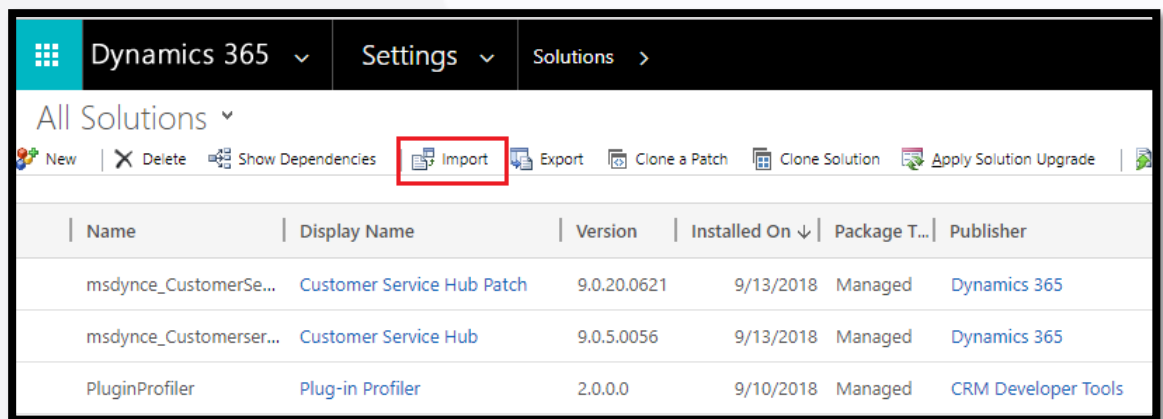 Dynamics 365 Settings Solutions
All Solutions
New Delete Show Dependencies Import Export Clone a Patch Clone Solution Apply Solution Upgrade
Name Display Name Version Installed On Package T... Publisher
msdynce_CustomerSe... Customer Service Hub Patch 9.0.20.0621 9/13/2018 Managed Dynamics 365
msdynce_Customerser... Customer Service Hub 9.0.5.0056 9/13/2018 Managed Dynamics 365
PluginProfiler Plug-in Profiler 2.0.0.0 9/10/2018 Managed CRM Developer Tools